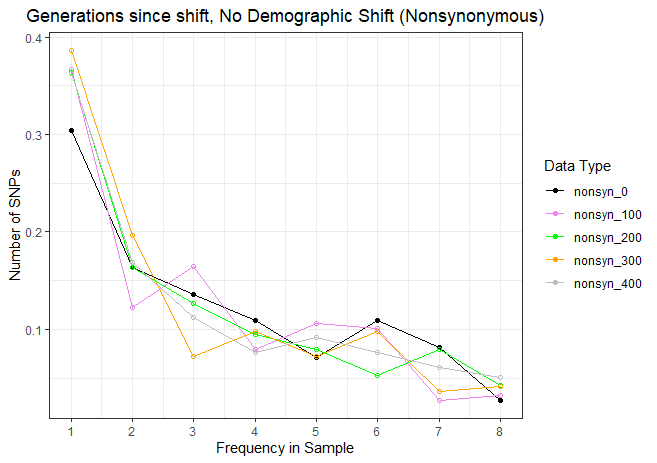 Generations since shift, No Demographic Shift (Nonsynonymous)
0.4
0.3
0.2
0.1
Number of SNPs
1 2 3 4 5 6 7 8
Frequency in Sample
Data Type
nonsyn_0
nonsyn_100
nonsyn_200
nonsyn_300
nonsyn_400